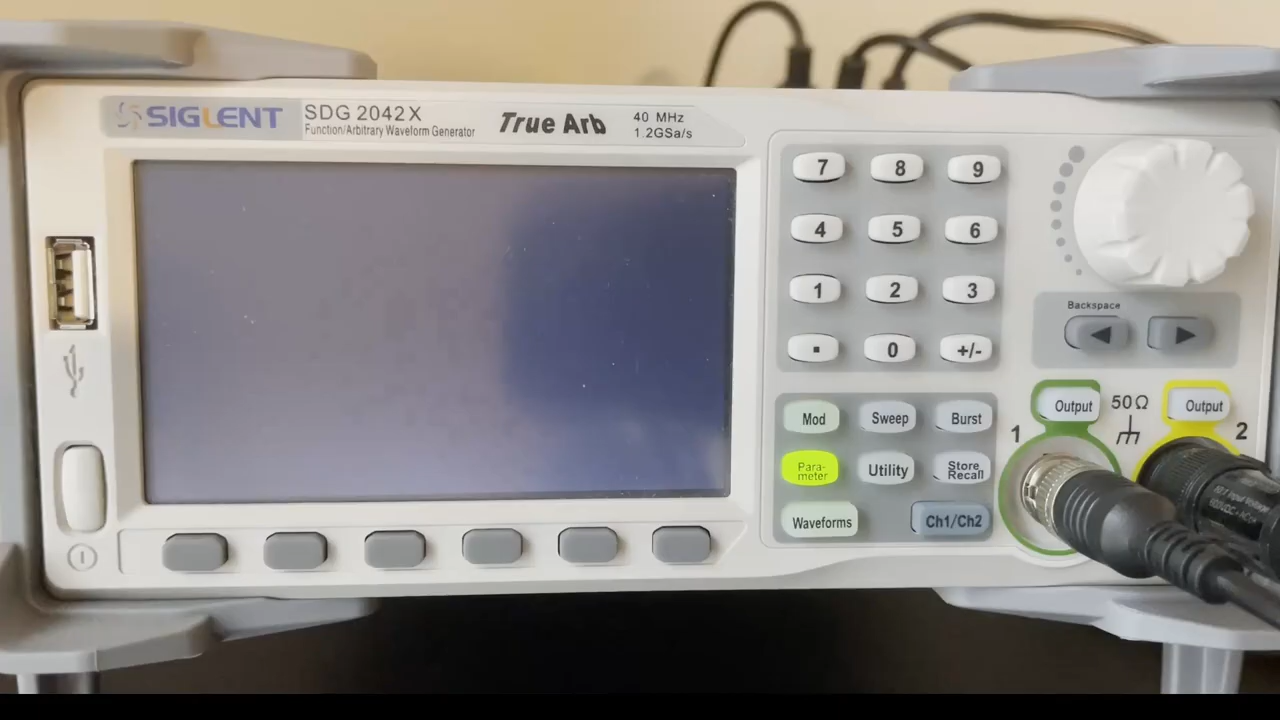 SIGLENT
SDG 2042X
Function/Arbitrary Waveform Generator
True Arb
40 MHz
1.2GSa/s
7 8 9
4 5 6
1 2 3
. 0 +/-
Backspace
Mod Sweep Burst
Para-
meter
Utility
Store
Recall
Waveforms
Ch1/Ch2
Output
50Ω
Output
1
2